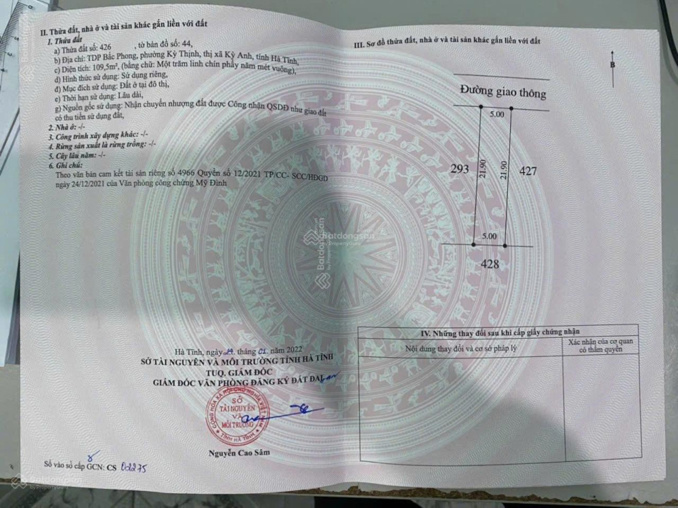 II. Thửa đất, nhà ở và tài sản khác gắn liền với đất
1. Thửa đất
a) Thửa đất số: 426 , tờ bản đồ số: 44,
b) Địa chỉ: TDP Bắc Phong, phường Kỳ Thịnh, thị xã Kỳ Anh, tỉnh Hà Tĩnh,
c) Diện tích: 109,5m², (bằng chữ: Một trăm linh chín phẩy năm mét vuông),
d) Hình thức sử dụng: Sử dụng riêng,
đ) Mục đích sử dụng: Đất ở tại đô thị,
e) Thời hạn sử dụng: Lâu dài,
g) Nguồn gốc sử dụng: Nhận chuyển nhượng đất được Công nhận QSDĐ như giao đất
có thu tiền sử dụng đất,
2. Nhà ở: -/-
3. Công trình xây dựng khác: -/-
4. Rừng sản xuất là rừng trồng: -/-
5. Cây lâu năm: -/-
6. Ghi chú:
Theo văn bản cam kết tài sản riêng số 4966 Quyển số 12/2021 TP/CC- SCC/HĐGD
ngày 24/12/2021 của Văn phòng công chứng Mỹ Đình
Hà Tĩnh, ngày tháng 01 năm 2022
SỞ TÀI NGUYÊN VÀ MÔI TRƯỜNG TỈNH HÀ TĨNH
TUQ. GIÁM ĐỐC
GIÁM ĐỐC VĂN PHÒNG ĐĂNG KÝ ĐẤT ĐAI
SỞ
TÀI NGUYÊN
VÀ
MÔI TRƯỜNG
Nguyễn Cao Sâm
Số vào sổ cấp GCN: CS 02275
III. Sơ đồ thửa đất, nhà ở và tài sản khác gắn liền với đất
B
Đường giao thông
5.00
293 21.90 21.90 427
5.00
428
IV. Những thay đổi sau khi cấp giấy chứng nhận
Nội dung thay đổi và cơ sở pháp lý
Xác nhận của cơ quan
có thẩm quyền
Batdongsan